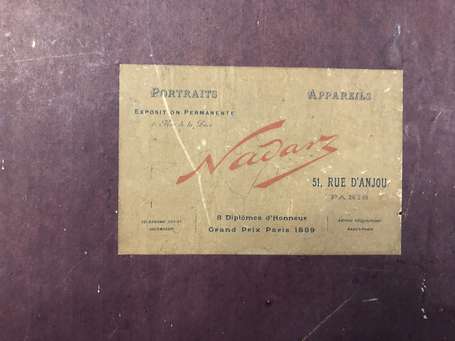 PORTRAITS
APPAREILS
EXPOSITION PERMANENTE
Nadar
51, RUE D'ANJOU
PARIS
8 Diplômes d'Honneur
Grand Prix Paris 1889